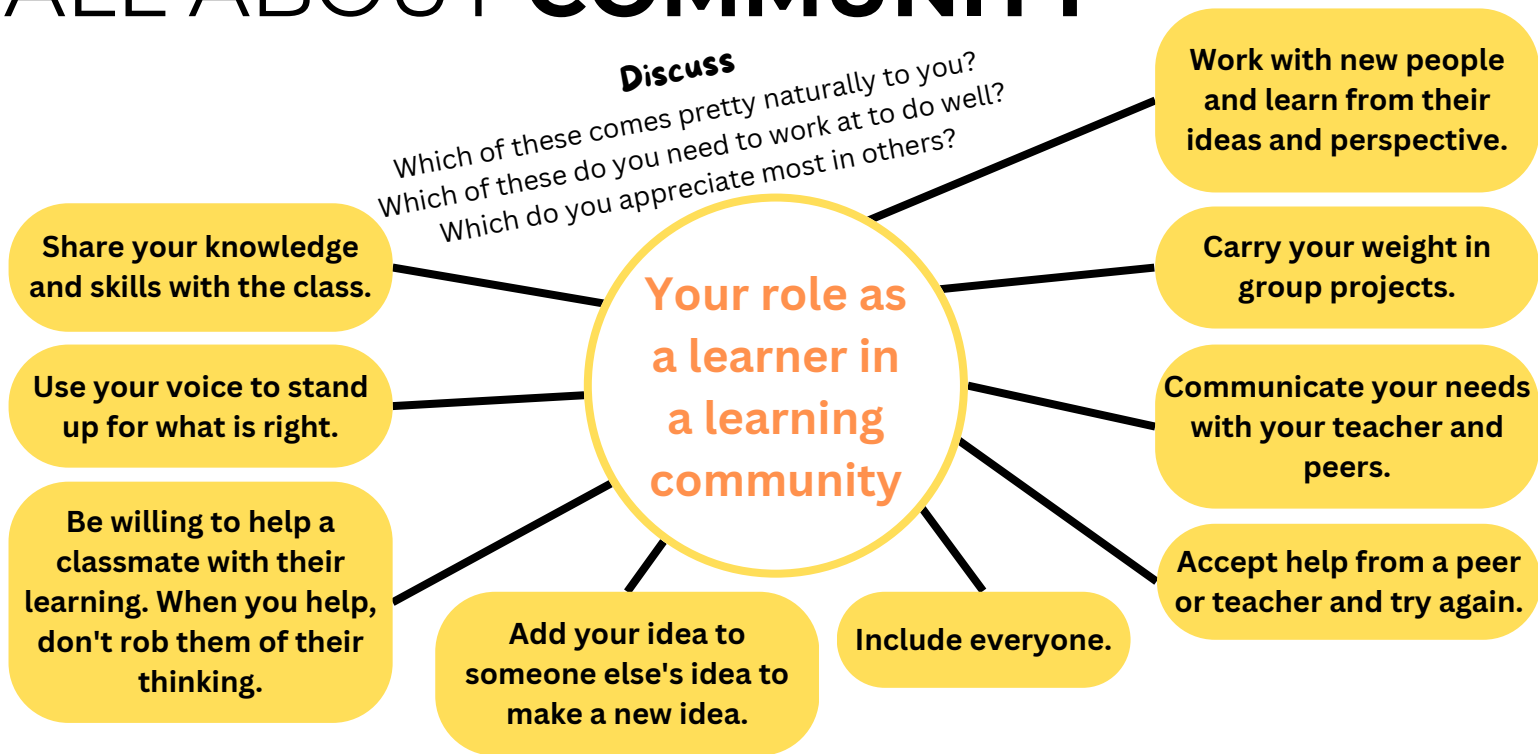 ALL ABOUT COMMUNITY
Discuss
Which of these comes pretty naturally to you?
Which of these do you need to work at to do well?
Which do you appreciate most in others?
Your role as
a learner in
a learning
community
Share your knowledge
and skills with the class.
Use your voice to stand
up for what is right.
Be willing to help a
classmate with their
learning. When you help,
don't rob them of their
thinking.
Add your idea to
someone else's idea to
make a new idea.
Include everyone.
Accept help from a peer
or teacher and try again.
Communicate your needs
with your teacher and
peers.
Carry your weight in
group projects.
Work with new people
and learn from their
ideas and perspective.